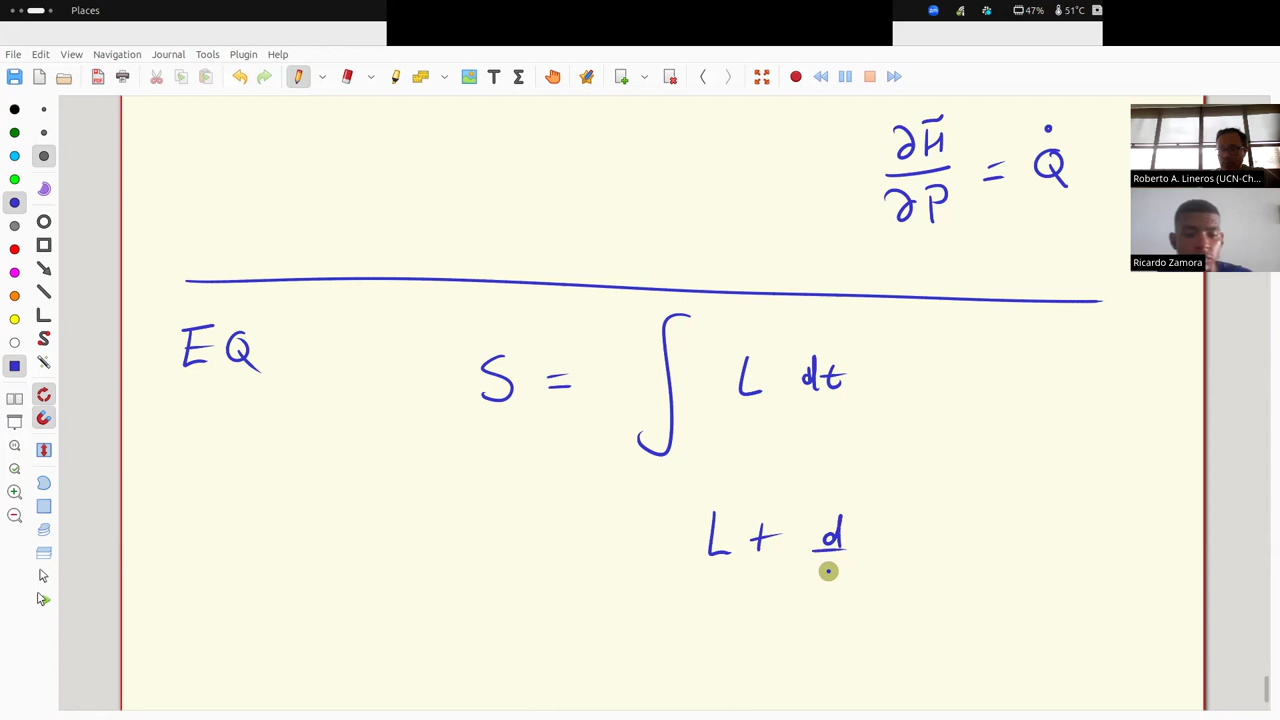 Places
47% 51°C
File Edit View Navigation Journal Tools Plugin Help
∂H̃/∂P = Q̇
Roberto A. Lineros (UCN-Ch...
Ricardo Zamora
EQ
S = ∫ L dt
L + d